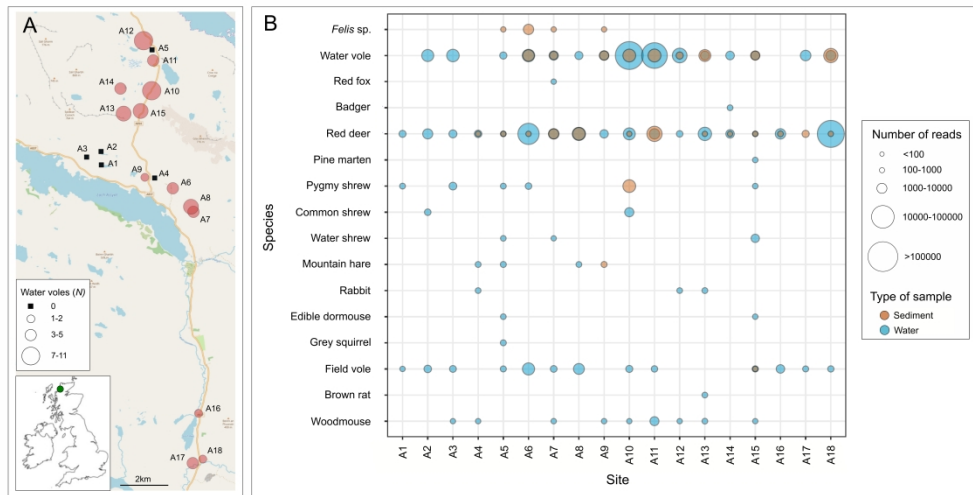 A
A12
A5
A11
A14
A10
A13
A15
A3
A2
A1
A9
A4
A6
A8
A7
Water voles (N)
0
1-2
3-5
7-11
A16
A17
A18
2km
B
Species
Felis sp.
Water vole
Red fox
Badger
Red deer
Pine marten
Pygmy shrew
Common shrew
Water shrew
Mountain hare
Rabbit
Edible dormouse
Grey squirrel
Field vole
Brown rat
Woodmouse
A1 A2 A3 A4 A5 A6 A7 A8 A9 A10 A11 A12 A13 A14 A15 A16 A17 A18
Site
Number of reads
<100
100-1000
1000-10000
10000-100000
>100000
Type of sample
Sediment
Water